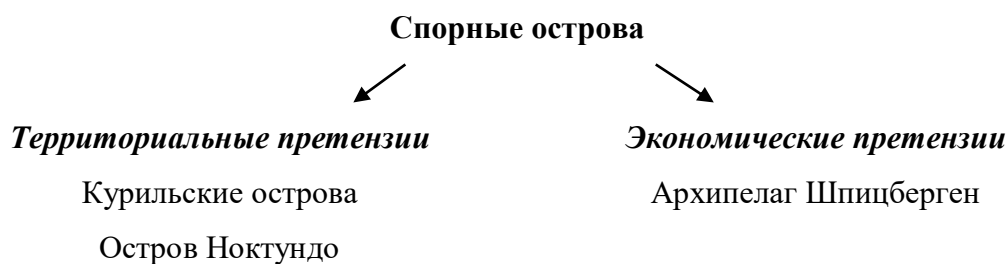 Спорные острова
Территориальные претензии
Экономические претензии
Курильские острова
Архипелаг Шпицберген
Остров Ноктундо